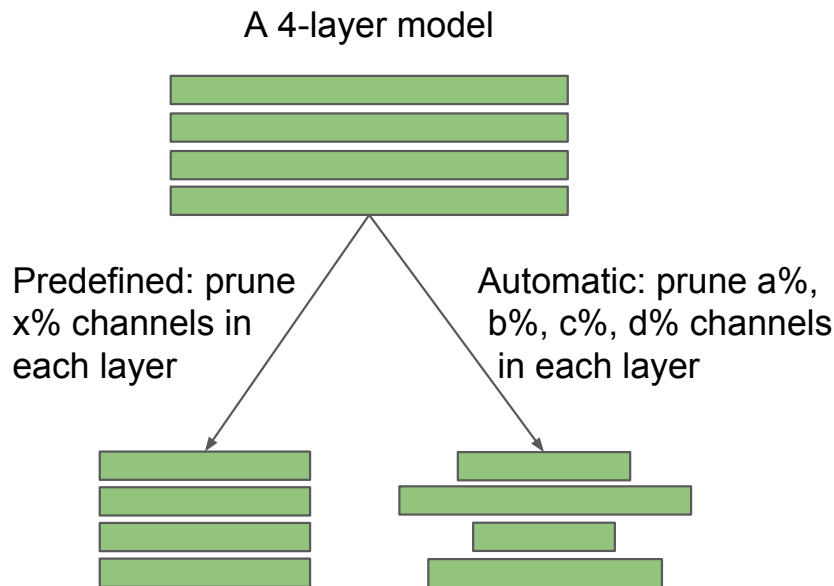 A 4-layer model
Predefined: prune
x% channels in
each layer
Automatic: prune a%,
b%, c%, d% channels
in each layer